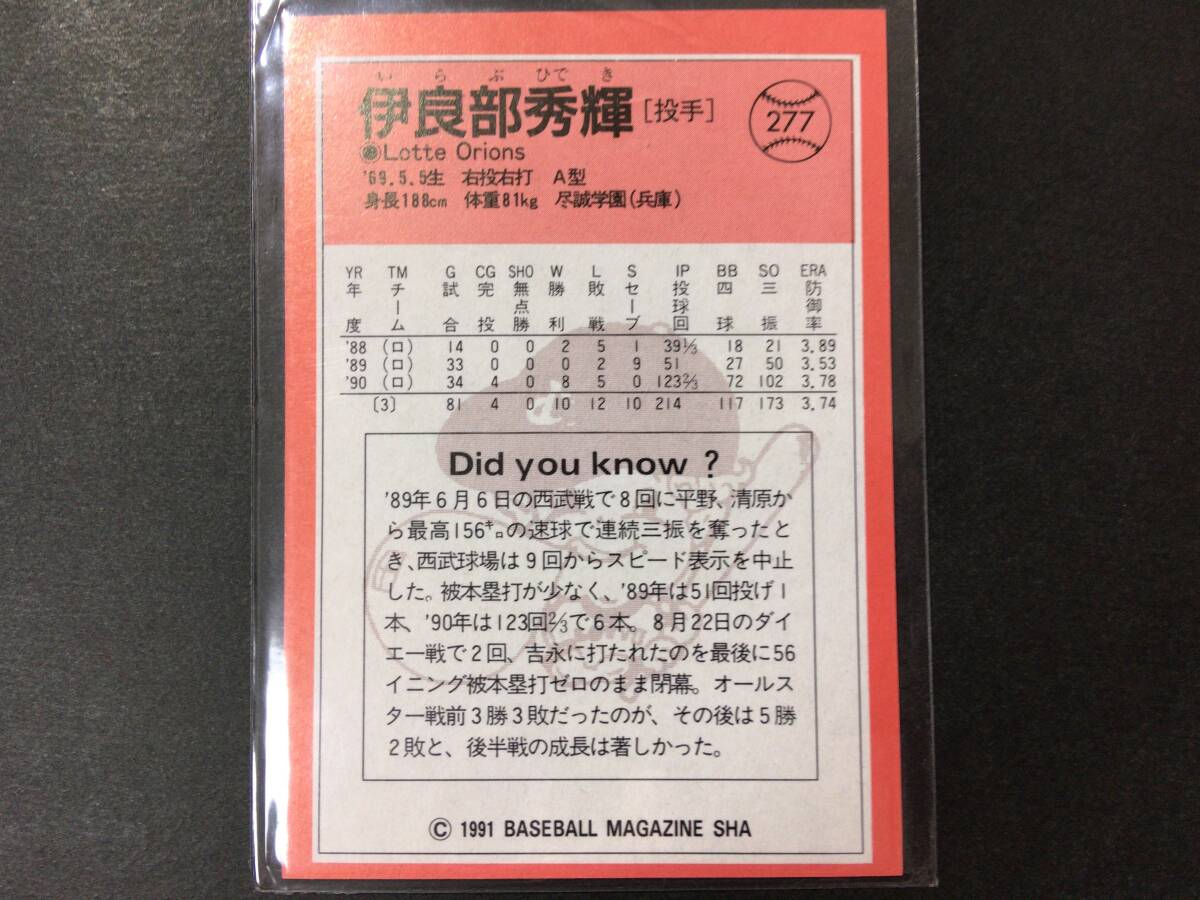 いらぶひでき
伊良部秀輝[投手]
277
Lotte Orions
'69.5.5生 右投右打 A型
身長188cm 体重81kg 尽誠学園(兵庫)
YR TM G CG SHO W L S IP BB SO ERA
年度 チーム 試合 完投 無点勝 勝利 敗戦 セーブ 投球回 四球 三振 防御率
'88 (ロ) 14 0 0 2 5 1 39⅓ 18 21 3.89
'89 (ロ) 33 0 0 0 2 9 51 27 50 3.53
'90 (ロ) 34 4 0 8 5 0 123⅔ 72 102 3.78
〔3〕 81 4 0 10 12 10 214 117 173 3.74
Did you know ?
'89年6月6日の西武戦で8回に平野、清原か
ら最高156㌔の速球で連続三振を奪ったと
き、西武球場は9回からスピード表示を中止
した。被本塁打が少なく、'89年は51回投げ1
本、'90年は123回⅔で6本。8月22日のダイ
エー戦で2回、吉永に打たれたのを最後に56
イニング被本塁打ゼロのまま閉幕。オールス
ター戦前3勝3敗だったのが、その後は5勝
2敗と、後半戦の成長は著しかった。
© 1991 BASEBALL MAGAZINE SHA